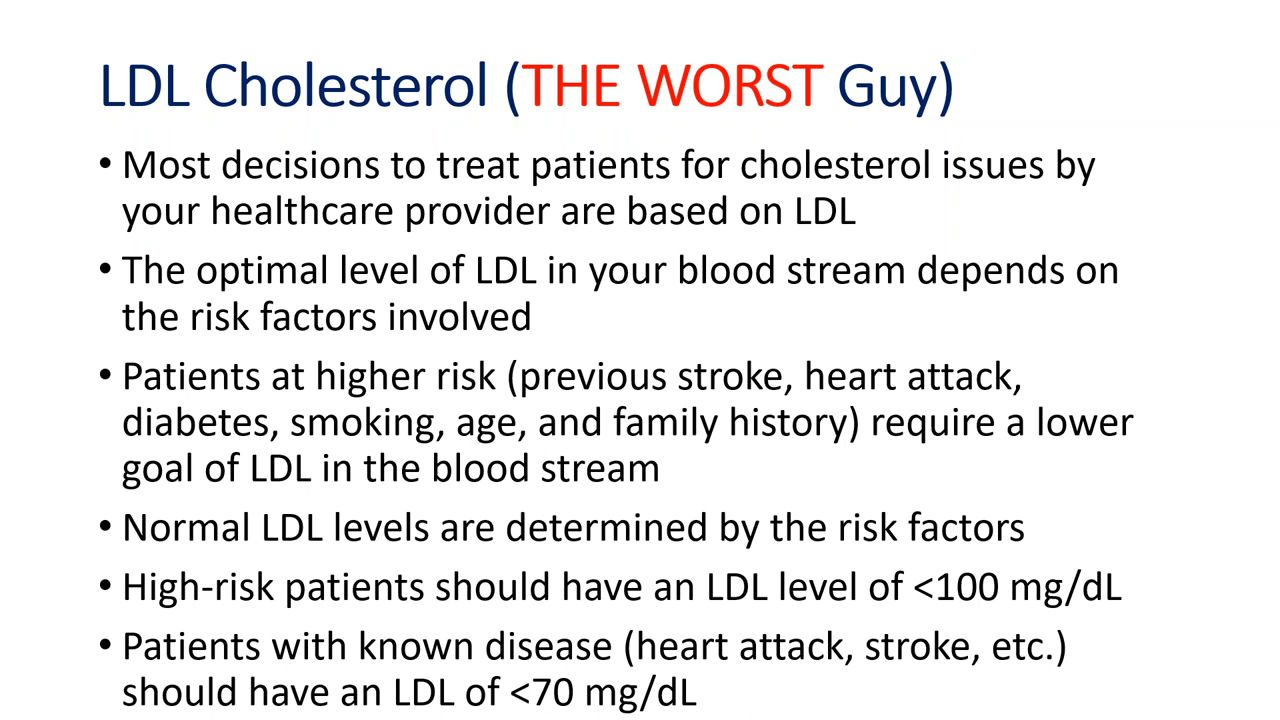 LDL Cholesterol (THE WORST Guy)
• Most decisions to treat patients for cholesterol issues by
your healthcare provider are based on LDL
• The optimal level of LDL in your blood stream depends on
the risk factors involved
• Patients at higher risk (previous stroke, heart attack,
diabetes, smoking, age, and family history) require a lower
goal of LDL in the blood stream
• Normal LDL levels are determined by the risk factors
• High-risk patients should have an LDL level of <100 mg/dL
• Patients with known disease (heart attack, stroke, etc.)
should have an LDL of <70 mg/dL